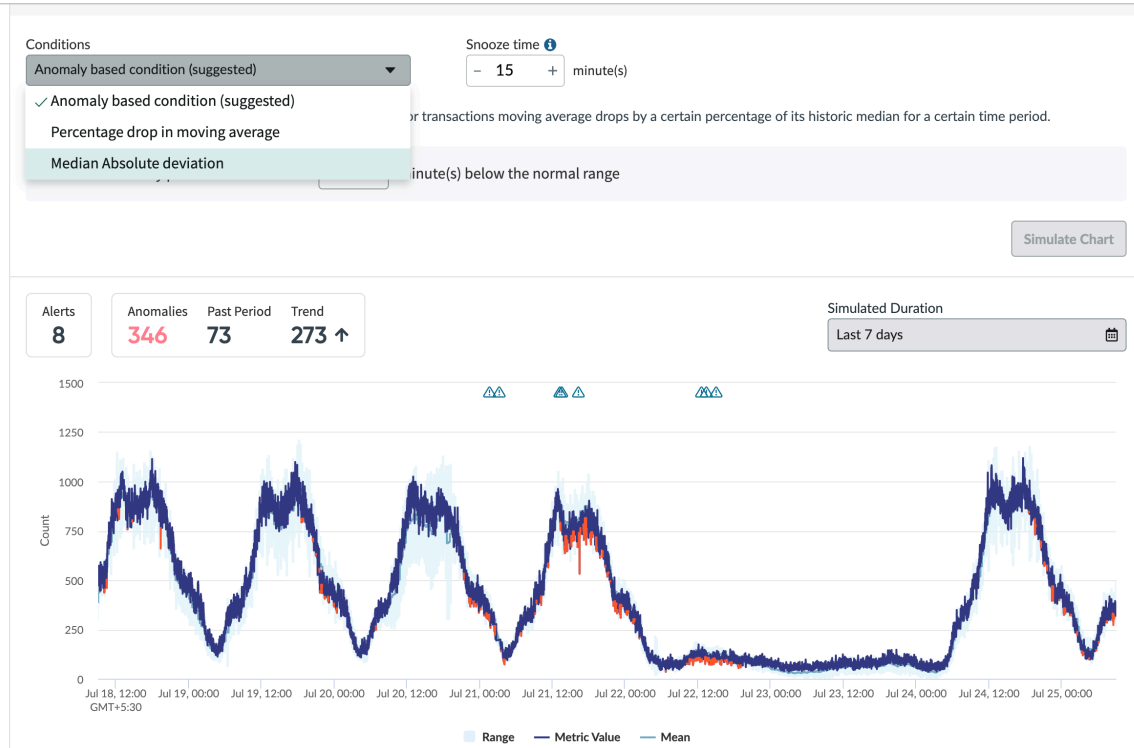 Conditions
Snooze time
Anomaly based condition (suggested)
− 15 + minute(s)
Anomaly based condition (suggested)
or transactions moving average drops by a certain percentage of its historic median for a certain time period.
Percentage drop in moving average
Median Absolute deviation
minute(s) below the normal range
Simulate Chart
Alerts
8
Anomalies
346
Past Period
73
Trend
273 ↑
Simulated Duration
Last 7 days
1500
1250
1000
750
500
250
0
Count
Jul 18, 12:00 Jul 19, 00:00 Jul 19, 12:00 Jul 20, 00:00 Jul 20, 12:00 Jul 21, 00:00 Jul 21, 12:00 Jul 22, 00:00 Jul 22, 12:00 Jul 23, 00:00 Jul 23, 12:00 Jul 24, 00:00 Jul 24, 12:00 Jul 25, 00:00
GMT+5:30
Range Metric Value Mean